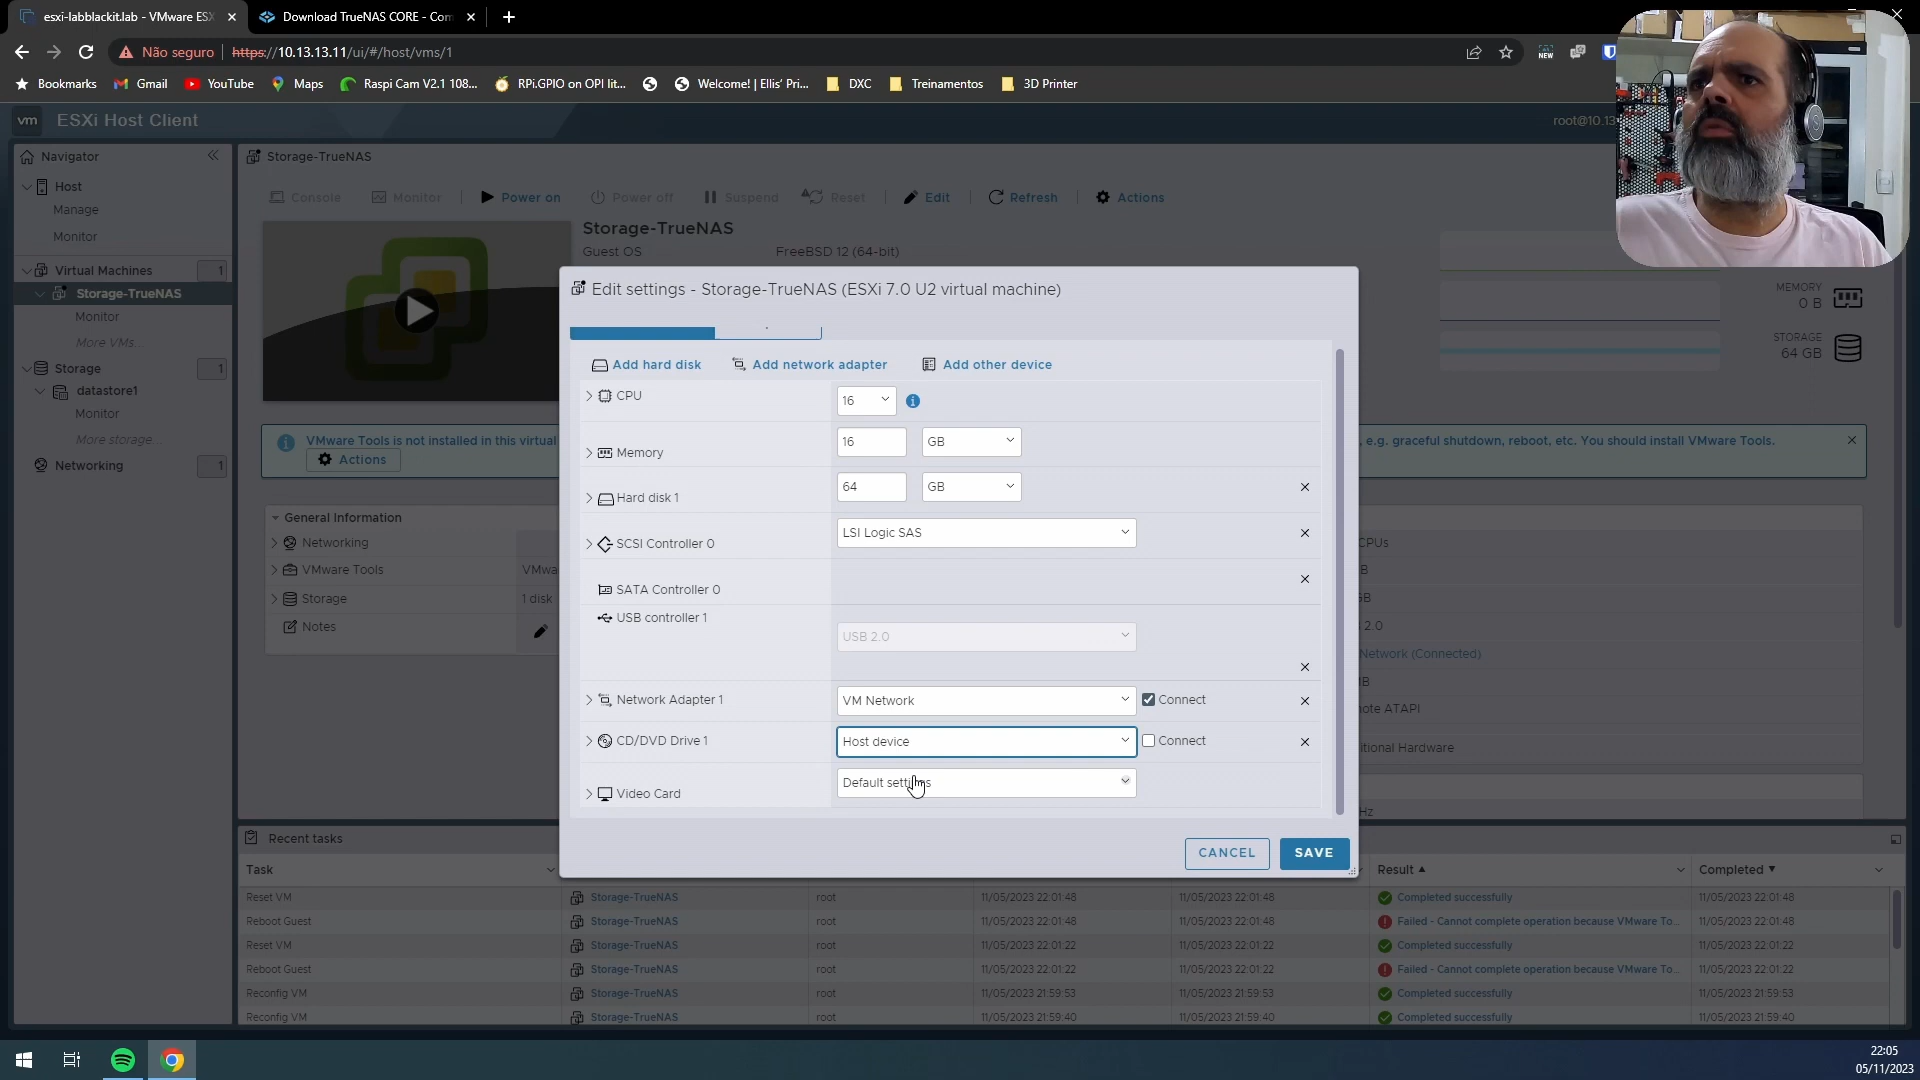 esxi-labblackit.lab - VMware ESX
Download TrueNAS CORE - Com
Não seguro
https://10.13.13.11/ui/#/host/vms/1
NEW
Bookmarks
Gmail
YouTube
Maps
Raspi Cam V2.1 108...
RPi.GPIO on OPI lit...
Welcome! | Ellis' Pri...
DXC
Treinamentos
3D Printer
vm
ESXi Host Client
root@10.13
Navigator
Host
Manage
Monitor
Virtual Machines
1
Storage-TrueNAS
Monitor
More VMs...
Storage
1
datastore1
Monitor
More storage...
Networking
1
Storage-TrueNAS
Console
Monitor
Power on
Power off
Suspend
Reset
Edit
Refresh
Actions
Storage-TrueNAS
Guest OS
FreeBSD 12 (64-bit)
MEMORY
0 B
STORAGE
64 GB
VMware Tools is not installed in this virtual
, e.g. graceful shutdown, reboot, etc. You should install VMware Tools.
Actions
General Information
Networking
VMware Tools
VMwa
Storage
1 disk
Notes
CPUs
B
GB
2.0
Network (Connected)
MB
note ATAPI
itional Hardware
Hz
Edit settings - Storage-TrueNAS (ESXi 7.0 U2 virtual machine)
Add hard disk
Add network adapter
Add other device
CPU
16
Memory
16
GB
Hard disk 1
64
GB
SCSI Controller 0
LSI Logic SAS
SATA Controller 0
USB controller 1
USB 2.0
Network Adapter 1
VM Network
Connect
CD/DVD Drive 1
Host device
Connect
Video Card
Default settings
CANCEL
SAVE
Recent tasks
Task
Result
Completed
Reset VM
Storage-TrueNAS
root
11/05/2023 22:01:48
11/05/2023 22:01:48
Completed successfully
11/05/2023 22:01:48
Reboot Guest
Storage-TrueNAS
root
11/05/2023 22:01:48
11/05/2023 22:01:48
Failed - Cannot complete operation because VMware To...
11/05/2023 22:01:48
Reset VM
Storage-TrueNAS
root
11/05/2023 22:01:22
11/05/2023 22:01:22
Completed successfully
11/05/2023 22:01:22
Reboot Guest
Storage-TrueNAS
root
11/05/2023 22:01:22
11/05/2023 22:01:22
Failed - Cannot complete operation because VMware To...
11/05/2023 22:01:22
Reconfig VM
Storage-TrueNAS
root
11/05/2023 21:59:53
11/05/2023 21:59:53
Completed successfully
11/05/2023 21:59:53
Reconfig VM
Storage-TrueNAS
root
11/05/2023 21:59:40
11/05/2023 21:59:40
Completed successfully
11/05/2023 21:59:40
22:05
05/11/2023